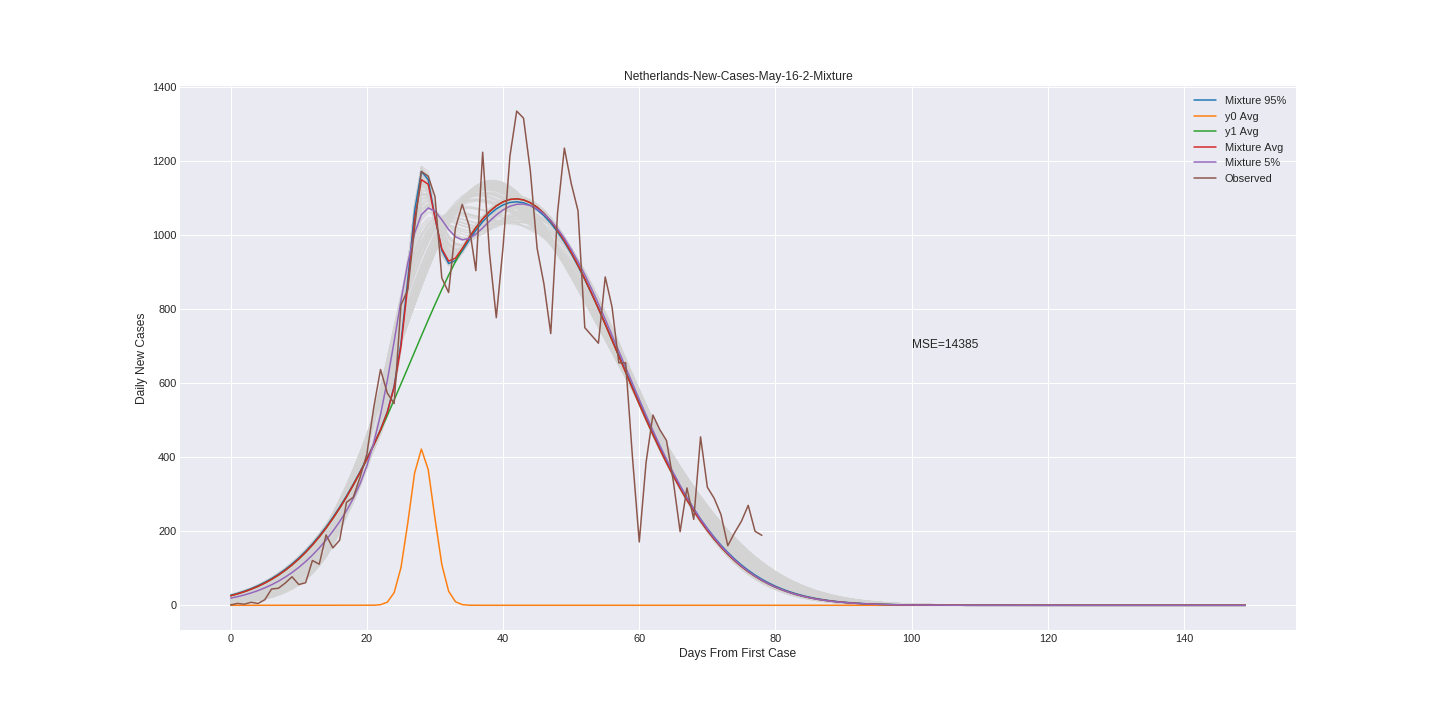 Netherlands-New-Cases-May-16-2-Mixture
1400
1200
1000
800
600
400
200
0
Daily New Cases
Mixture 95%
y0 Avg
y1 Avg
Mixture Avg
Mixture 5%
Observed
MSE=14385
0 20 40 60 80 100 120 140
Days From First Case